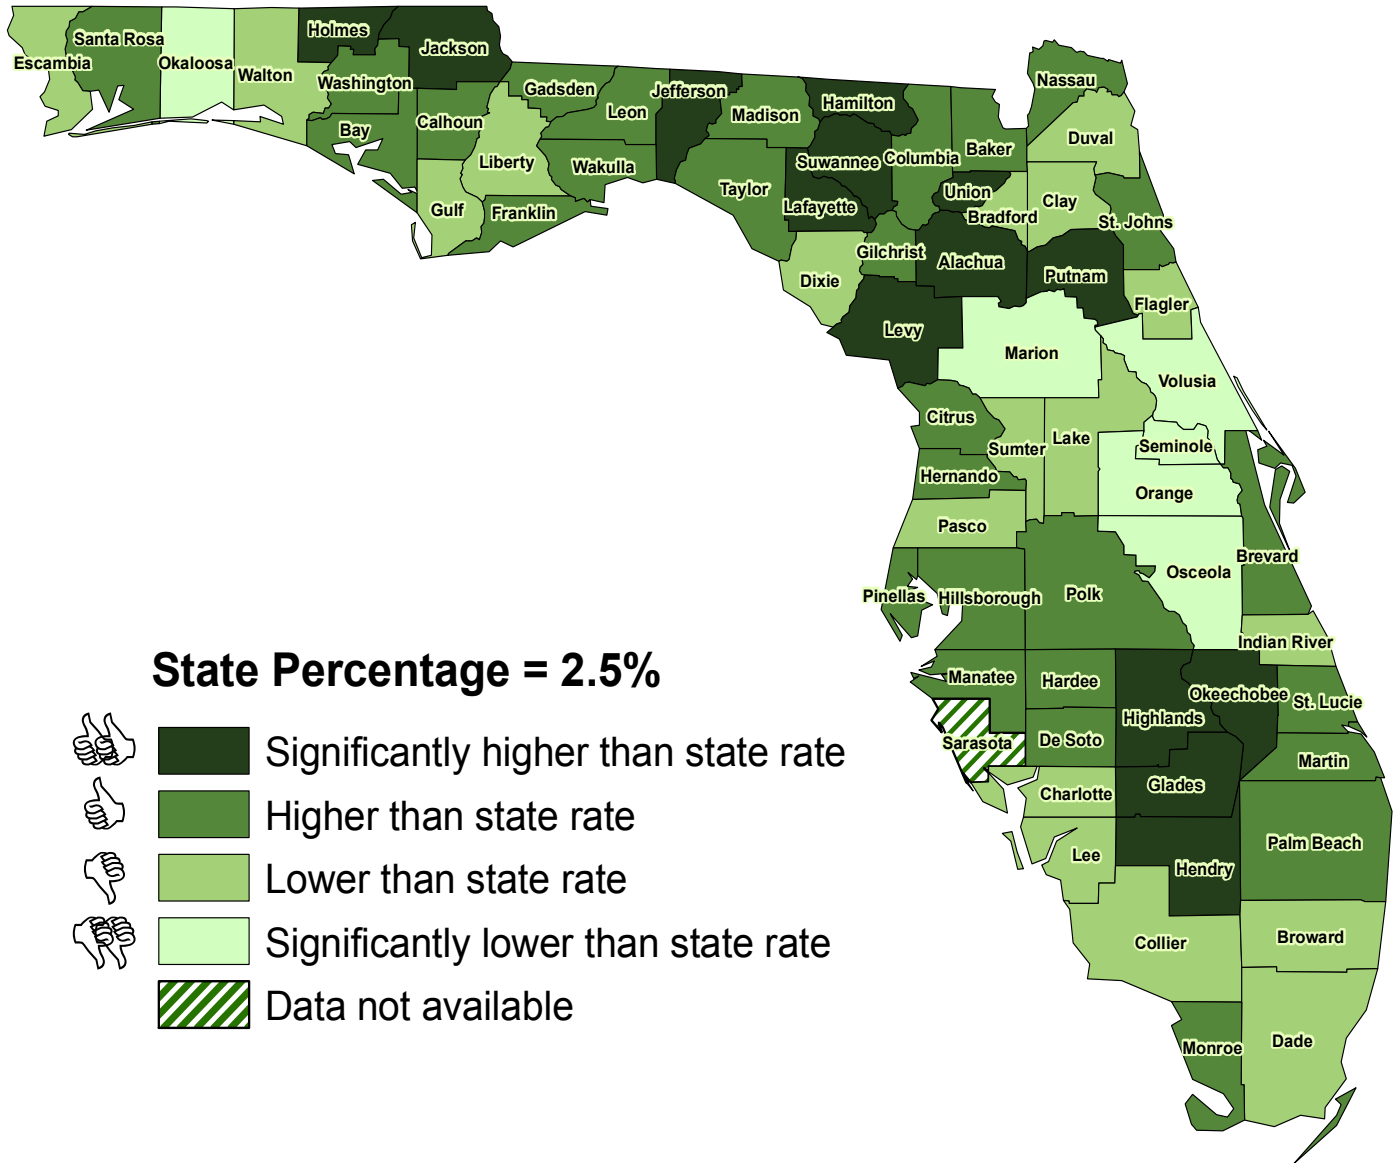 Holmes
Santa Rosa
Jackson
Escambia
Okaloosa
Walton
Washington
Gadsden
Jefferson
Nassau
Leon
Madison
Hamilton
Calhoun
Bay
Duval
Liberty
Wakulla
Suwannee
Columbia
Baker
Taylor
Union
Lafayette
Clay
Gulf
Franklin
Bradford
St. Johns
Gilchrist
Alachua
Putnam
Dixie
Flagler
Levy
Marion
Volusia
Citrus
Lake
Sumter
Seminole
Hernando
Orange
Pasco
Brevard
Osceola
Pinellas
Hillsborough
Polk
Indian River
State Percentage = 2.5%
Manatee
Hardee
Okeechobee
St. Lucie
Highlands
Sarasota
De Soto
Significantly higher than state rate
Martin
Glades
Charlotte
Higher than state rate
Palm Beach
Lee
Hendry
Lower than state rate
Collier
Broward
Significantly lower than state rate
Data not available
Monroe
Dade